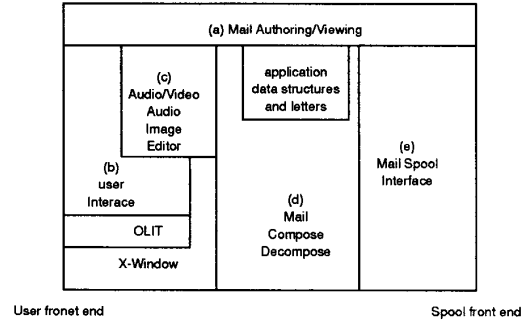 (a) Mail Authoring/Viewing
(c)
Audio/Video
Audio
Image
Editor
application
data structures
and letters
(b)
user
Interace
(e)
Mail Spool
Interface
(d)
Mail
Compose
Decompose
OLIT
X-Window
User fronet end
Spool front end